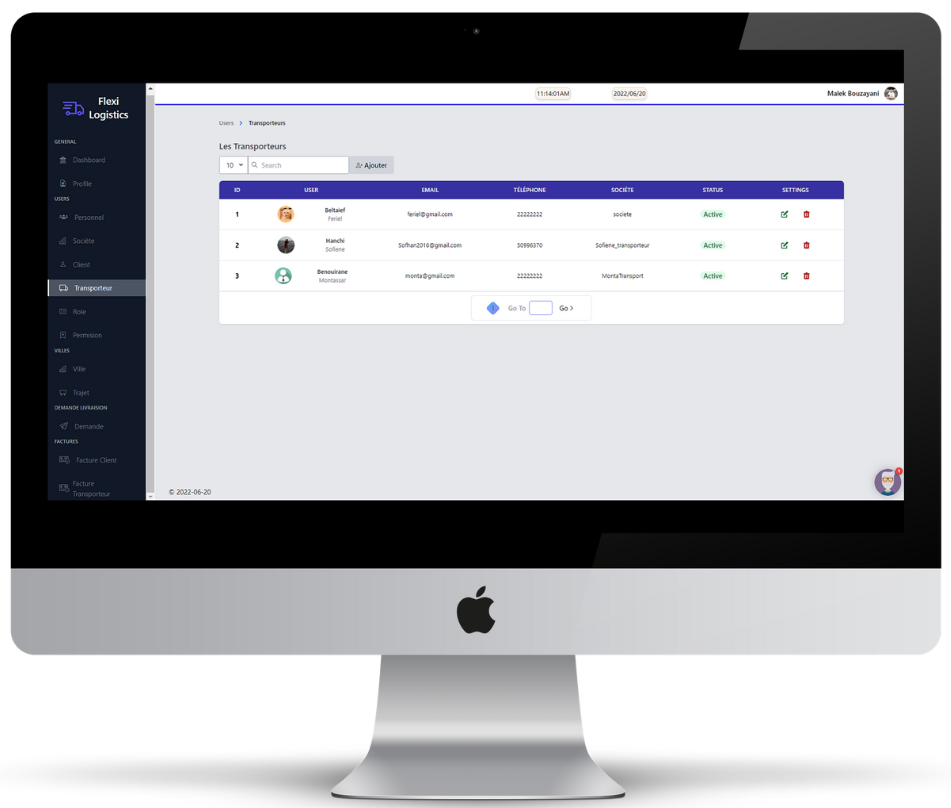 Flexi
Logistics
11:14:01AM
2022/06/20
Malek Bouzayani
Users > Transporteurs
GENERAL
Dashboard
Profile
USERS
Personnel
Société
Client
Transporteur
Role
Permision
VILLES
Ville
Trajet
DEMANDE LIVRAISION
Demande
FACTURES
Facture Client
Facture
Transporteur
Les Transporteurs
10 Search Ajouter
ID USER EMAIL TÉLÉPHONE SOCIÉTE STATUS SETTINGS
1 Beltaief Feriel feriel@gmail.com 22222222 societe Active
2 Hanchi Sofiene Sofhan2016@gmail.com 50996370 Sofiene_transporteur Active
3 Benouirane Montassar monta@gmail.com 22222222 MontaTransport Active
1 Go To Go >
1
© 2022-06-20